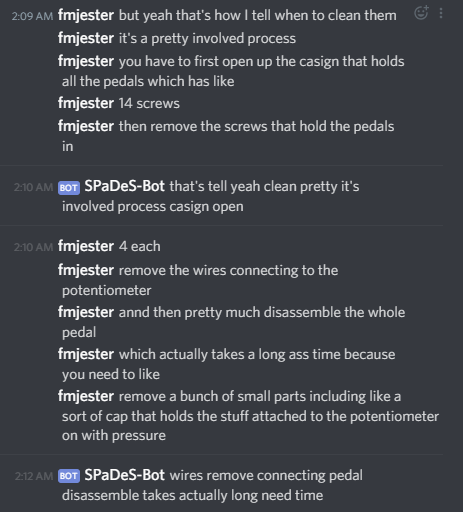 2:09 AM fmjester but yeah that's how I tell when to clean them
fmjester it's a pretty involved process
fmjester you have to first open up the casign that holds
all the pedals which has like
fmjester 14 screws
fmjester then remove the screws that hold the pedals
in
2:10 AM BOT SPaDeS-Bot that's tell yeah clean pretty it's
involved process casign open
2:10 AM fmjester 4 each
fmjester remove the wires connecting to the
potentiometer
fmjester annd then pretty much disassemble the whole
pedal
fmjester which actually takes a long ass time because
you need to like
fmjester remove a bunch of small parts including like a
sort of cap that holds the stuff attached to the potentiometer
on with pressure
2:12 AM BOT SPaDeS-Bot wires remove connecting pedal
disassemble takes actually long need time